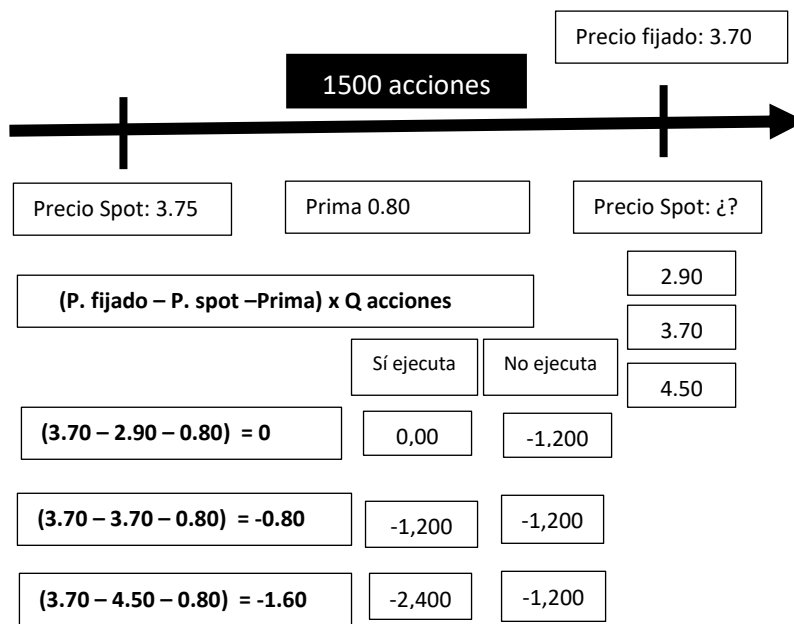 Precio fijado: 3.70
1500 acciones
Precio Spot: 3.75
Prima 0.80
Precio Spot: ¿?
2.90
(P. fijado – P. spot –Prima) x Q acciones
3.70
Sí ejecuta
No ejecuta
4.50
(3.70 – 2.90 – 0.80) = 0
0,00
-1,200
(3.70 – 3.70 – 0.80) = -0.80
-1,200
-1,200
(3.70 – 4.50 – 0.80) = -1.60
-2,400
-1,200